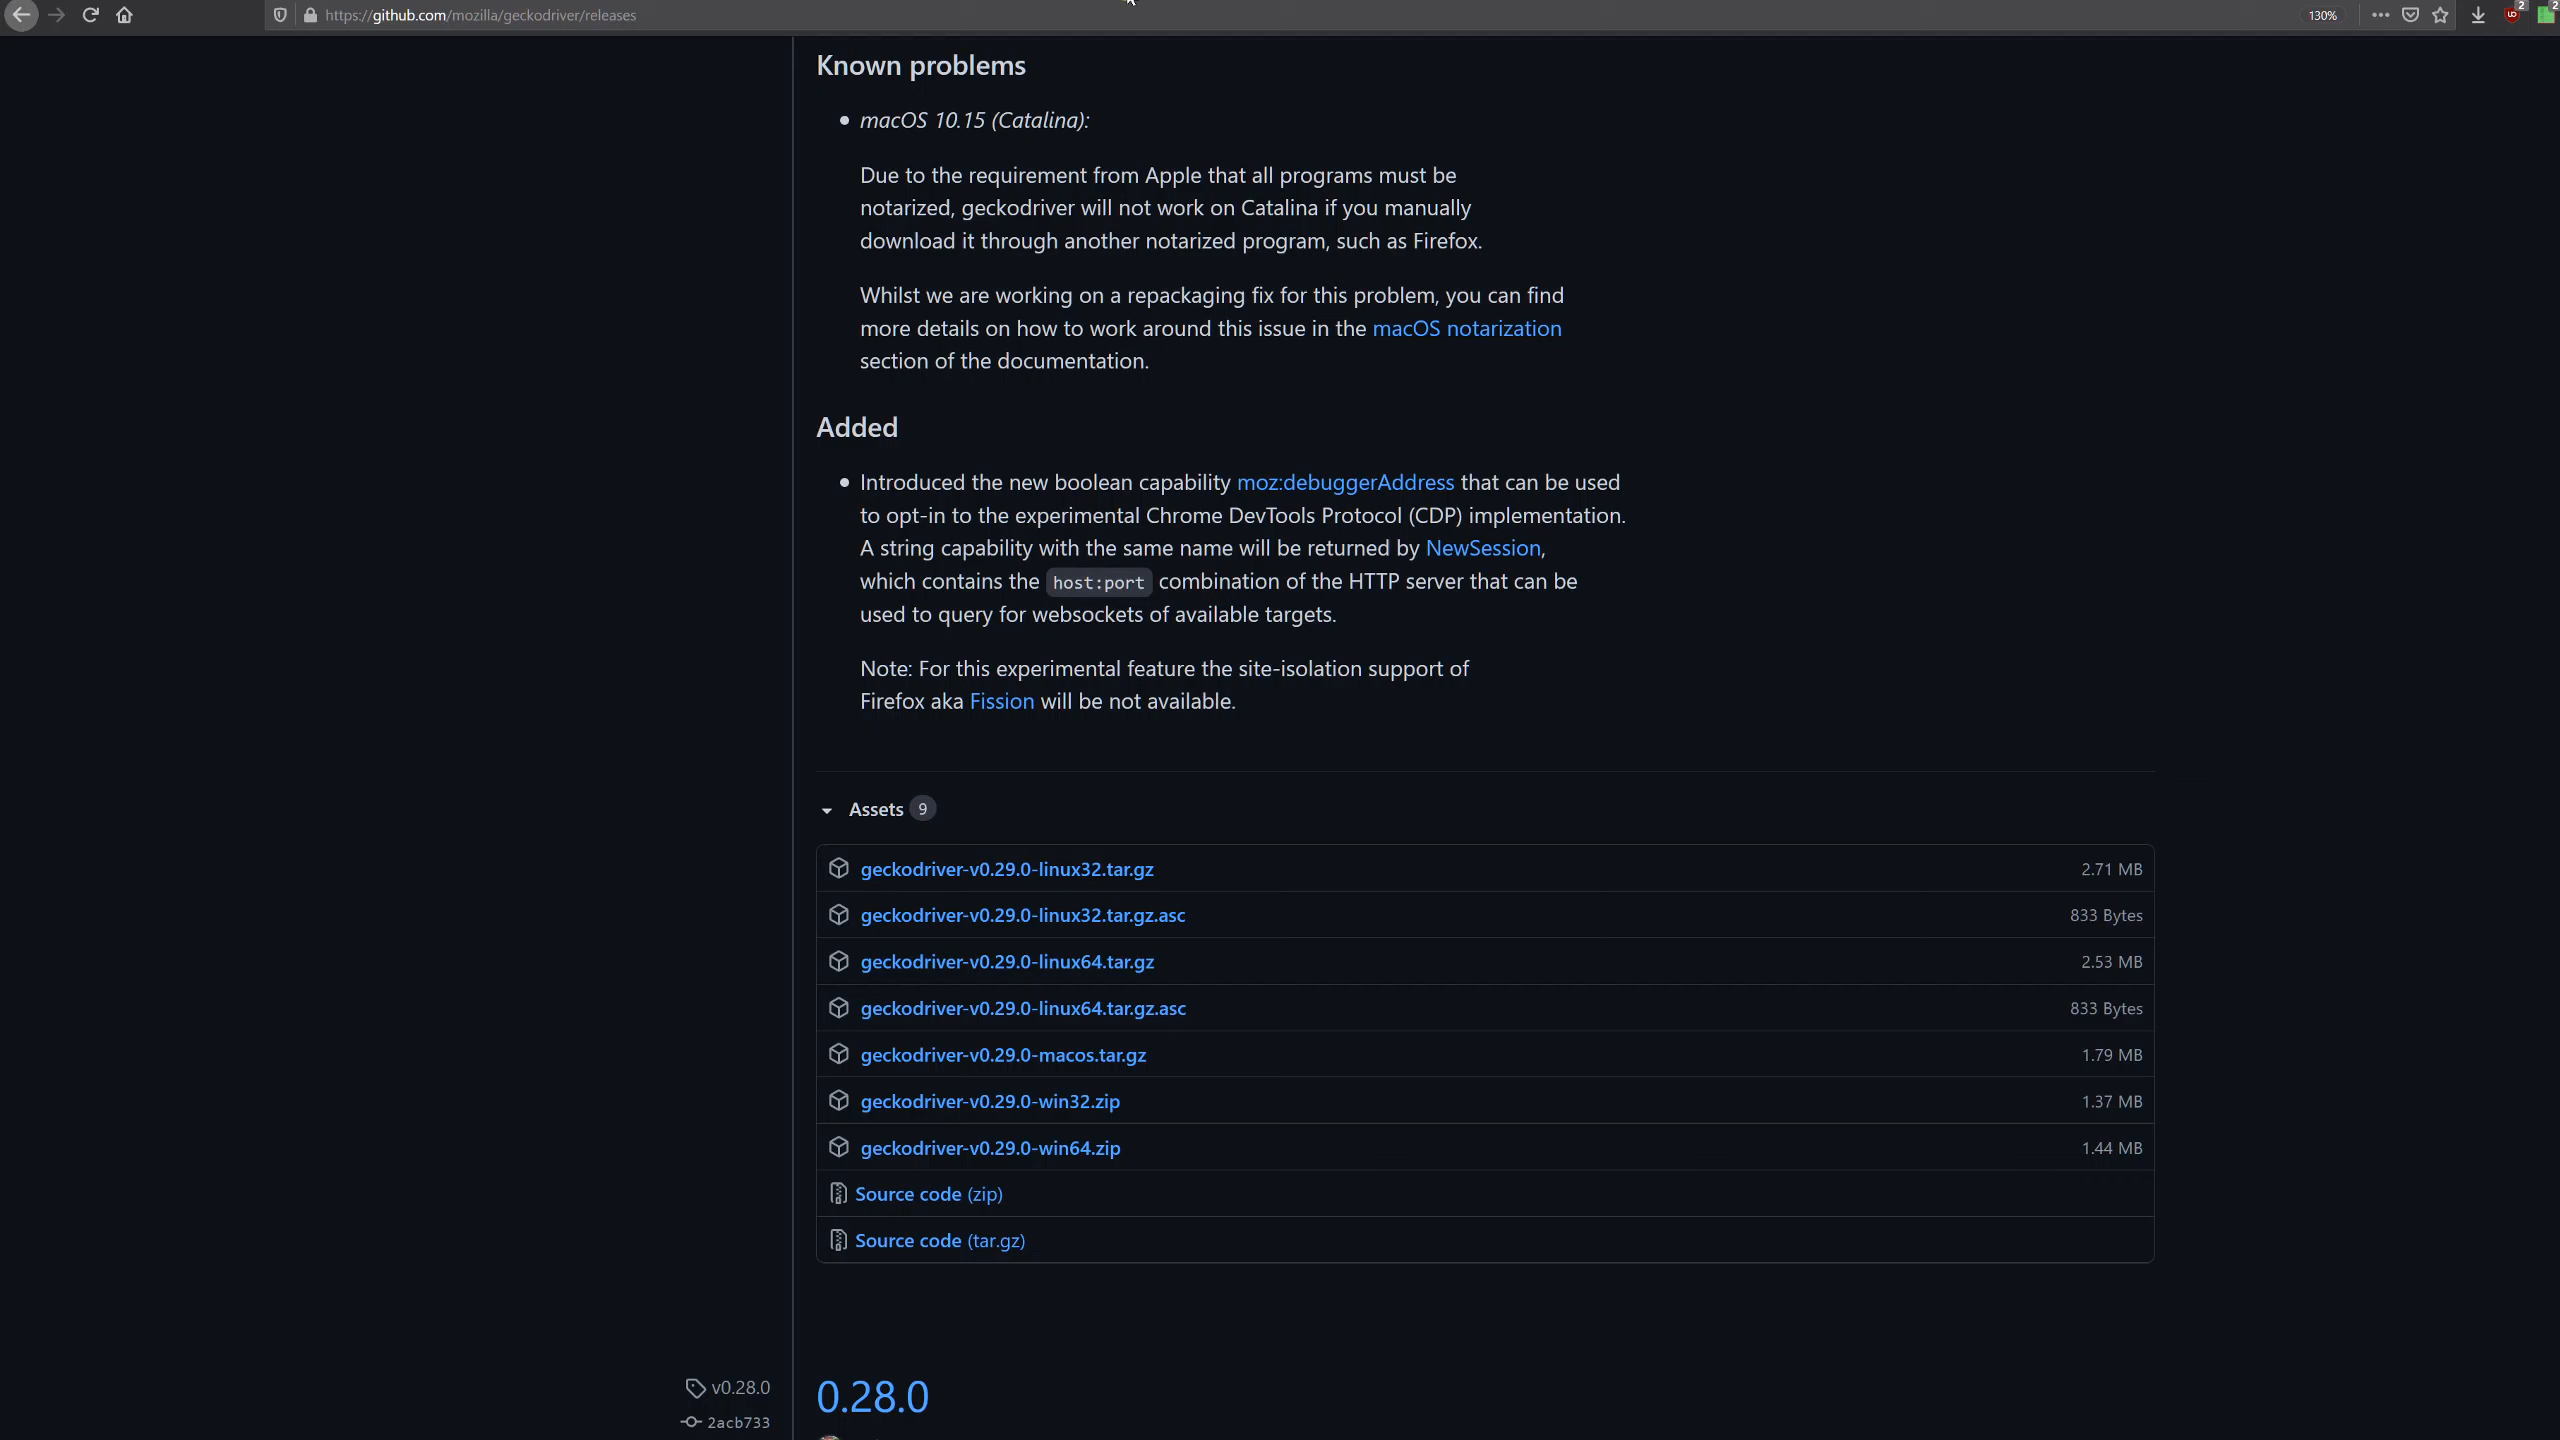 https://github.com/mozilla/geckodriver/releases
130%
2
2
Known problems
macOS 10.15 (Catalina):
Due to the requirement from Apple that all programs must be
notarized, geckodriver will not work on Catalina if you manually
download it through another notarized program, such as Firefox.
Whilst we are working on a repackaging fix for this problem, you can find
more details on how to work around this issue in the macOS notarization
section of the documentation.
Added
Introduced the new boolean capability moz:debuggerAddress that can be used
to opt-in to the experimental Chrome DevTools Protocol (CDP) implementation.
A string capability with the same name will be returned by NewSession,
which contains the host:port combination of the HTTP server that can be
used to query for websockets of available targets.
Note: For this experimental feature the site-isolation support of
Firefox aka Fission will be not available.
Assets 9
geckodriver-v0.29.0-linux32.tar.gz 2.71 MB
geckodriver-v0.29.0-linux32.tar.gz.asc 833 Bytes
geckodriver-v0.29.0-linux64.tar.gz 2.53 MB
geckodriver-v0.29.0-linux64.tar.gz.asc 833 Bytes
geckodriver-v0.29.0-macos.tar.gz 1.79 MB
geckodriver-v0.29.0-win32.zip 1.37 MB
geckodriver-v0.29.0-win64.zip 1.44 MB
Source code (zip)
Source code (tar.gz)
v0.28.0
2acb733
0.28.0